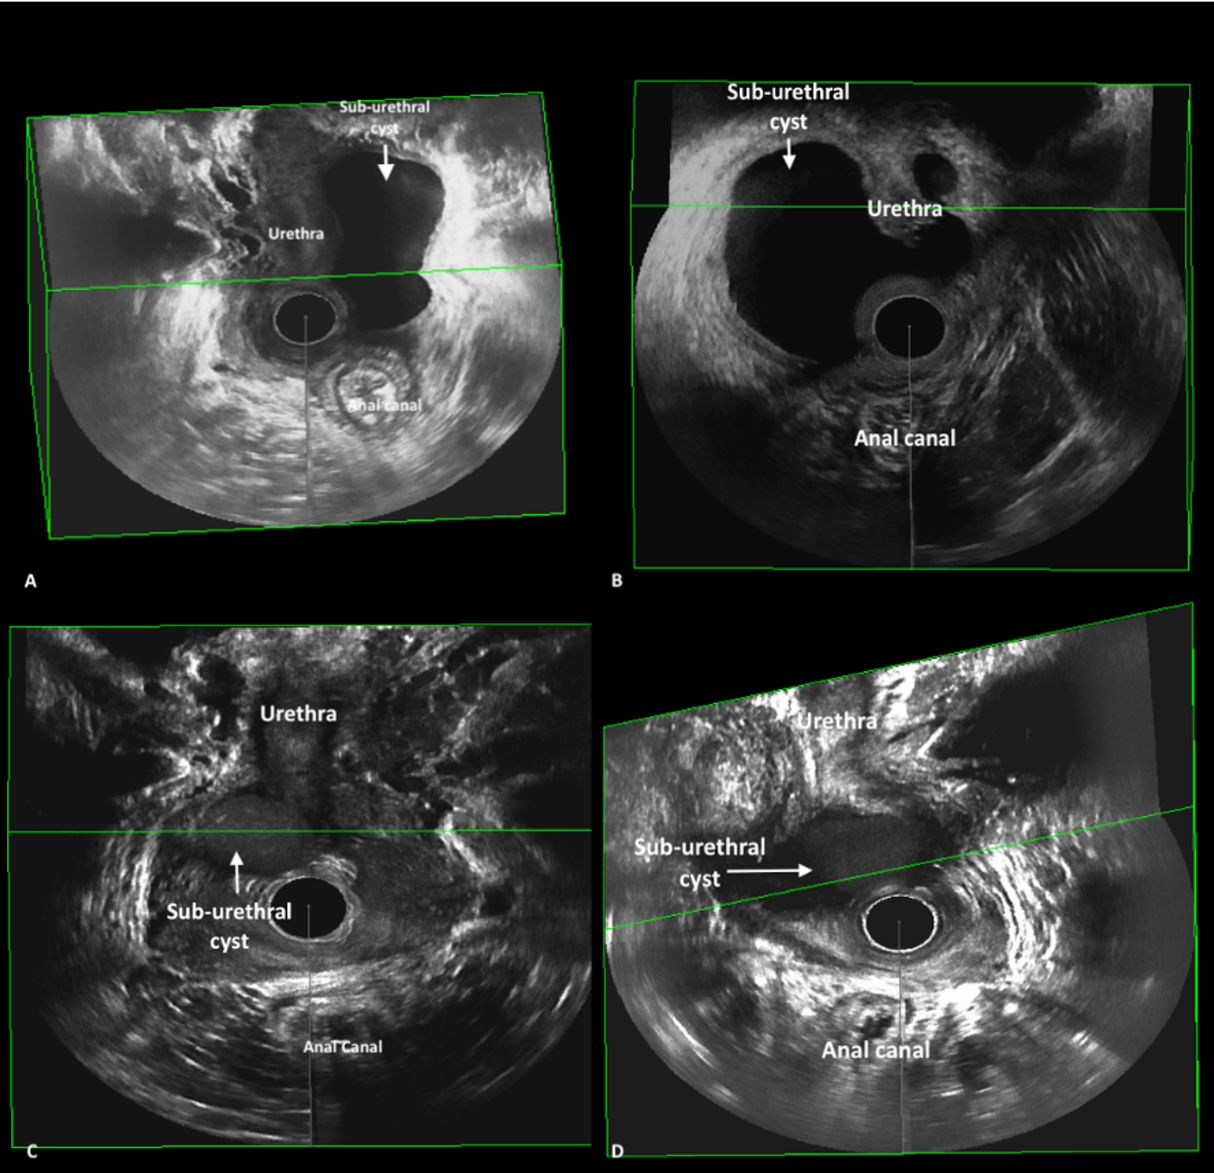 Sub-urethral
cyst
Urethra
Anal canal
A
Sub-urethral
cyst
Urethra
Anal canal
B
Urethra
Sub-urethral
cyst
Anal Canal
C
Urethra
Sub-urethral
cyst
Anal canal
D